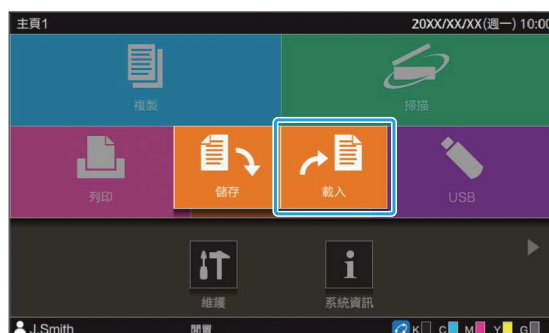 主頁1 20XX/XX/XX(週一) 10:00
複製 掃描
列印 儲存 載入 USB
維護 系統資訊
J.Smith 閒置 K C M Y G